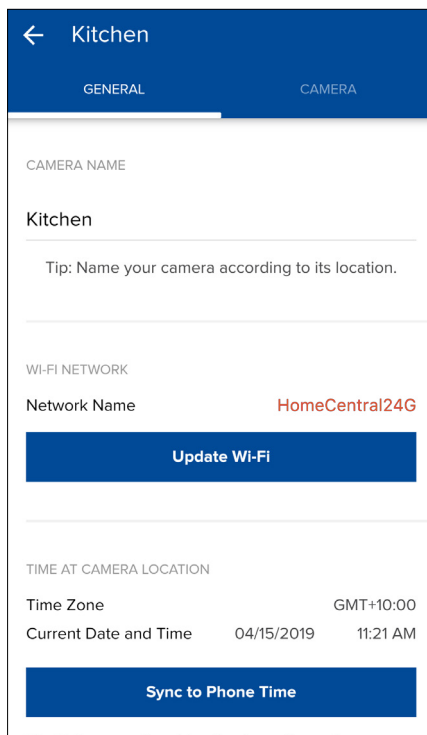 Kitchen
GENERAL CAMERA
CAMERA NAME
Kitchen
Tip: Name your camera according to its location.
WI-FI NETWORK
Network Name HomeCentral24G
Update Wi-Fi
TIME AT CAMERA LOCATION
Time Zone GMT+10:00
Current Date and Time 04/15/2019 11:21 AM
Sync to Phone Time